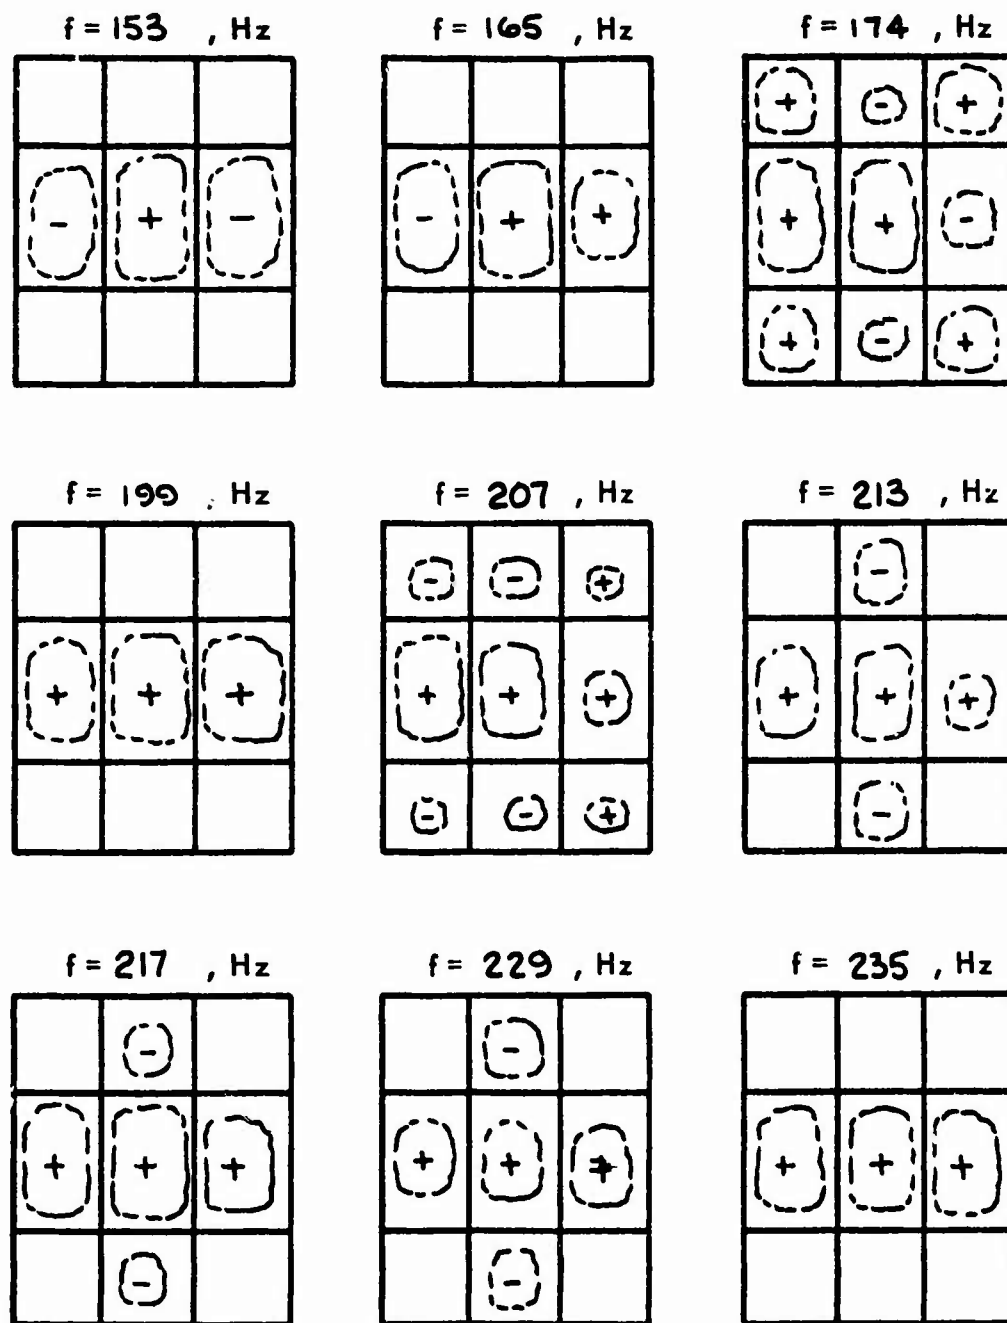 f = 153 , Hz f = 165 , Hz f = 174 , Hz
+ - +
- + - - + + + + -
+ - +
f = 199 , Hz f = 207 , Hz f = 213 , Hz
- - + -
+ + + + + + + + +
- - + -
f = 217 , Hz f = 229 , Hz f = 235 , Hz
- -
+ + + + + + + + +
- -